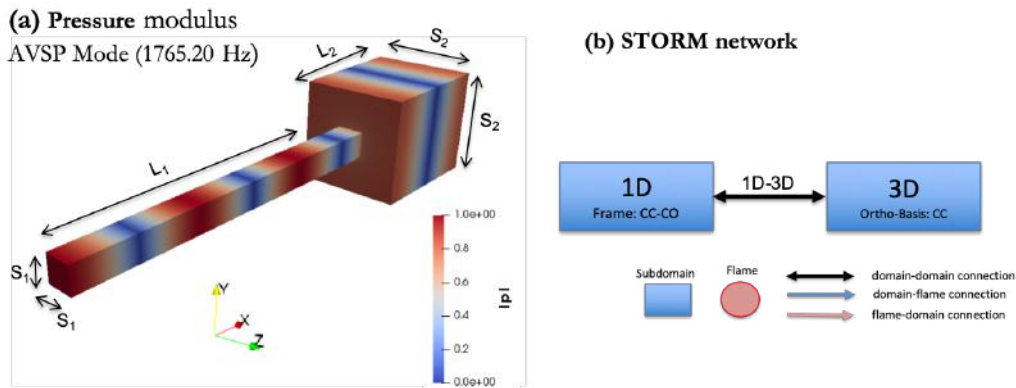 (a) Pressure modulus
AVSP Mode (1765.20 Hz)
L2
S2
S2
L1
S1
S1
Y
X
Z
1.0e+00
0.8
0.6
0.4
0.2
0.0e+00
|p|
(b) STORM network
1D
Frame: CC-CO
1D-3D
3D
Ortho-Basis: CC
Subdomain
Flame
domain-domain connection
domain-flame connection
flame-domain connection